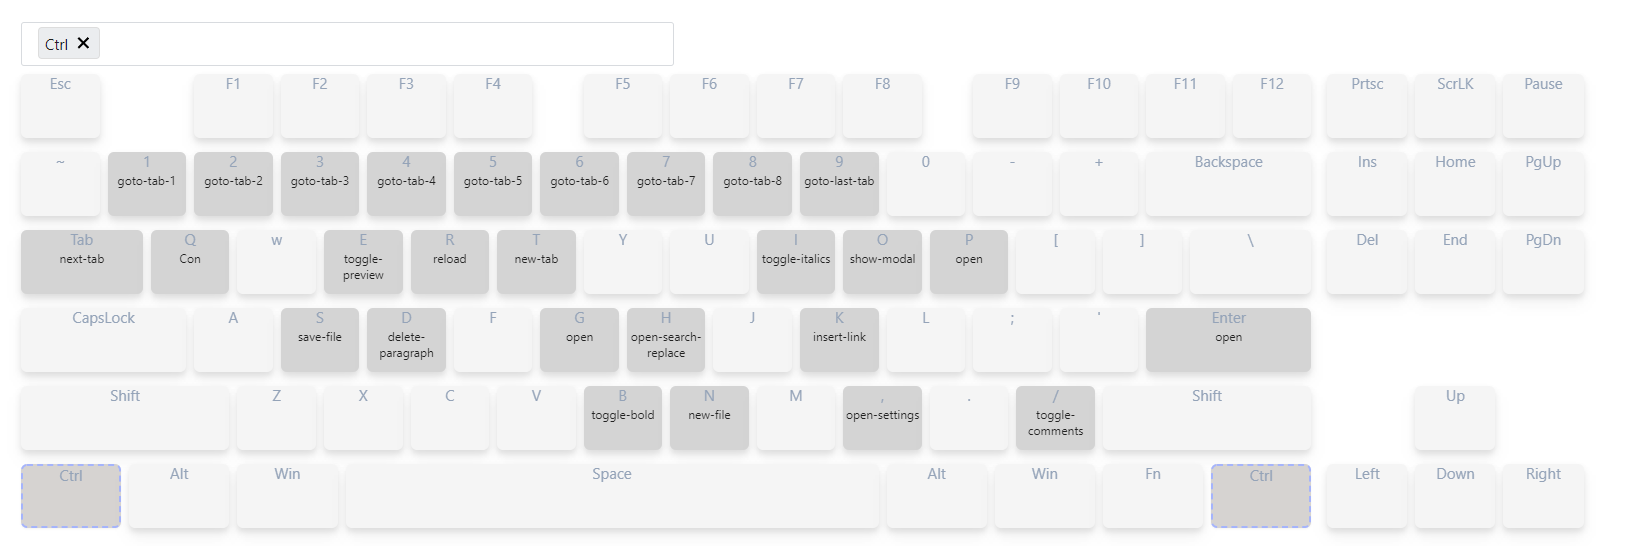 Ctrl ✕
Esc F1 F2 F3 F4 F5 F6 F7 F8 F9 F10 F11 F12 Prtsc ScrLK Pause
~ 1 2 3 4 5 6 7 8 9 0 - + Backspace Ins Home PgUp
goto-tab-1 goto-tab-2 goto-tab-3 goto-tab-4 goto-tab-5 goto-tab-6 goto-tab-7 goto-tab-8 goto-last-tab
Tab Q w E R T Y U I O P [ ] \ Del End PgDn
next-tab Con toggle- reload new-tab toggle-italics show-modal open
preview
CapsLock A S D F G H J K L ; ' Enter
save-file delete- open open-search- insert-link open
paragraph replace
Shift Z X C V B N M , . / Shift Up
toggle-bold new-file open-settings toggle-
comments
Ctrl Alt Win Space Alt Win Fn Ctrl Left Down Right